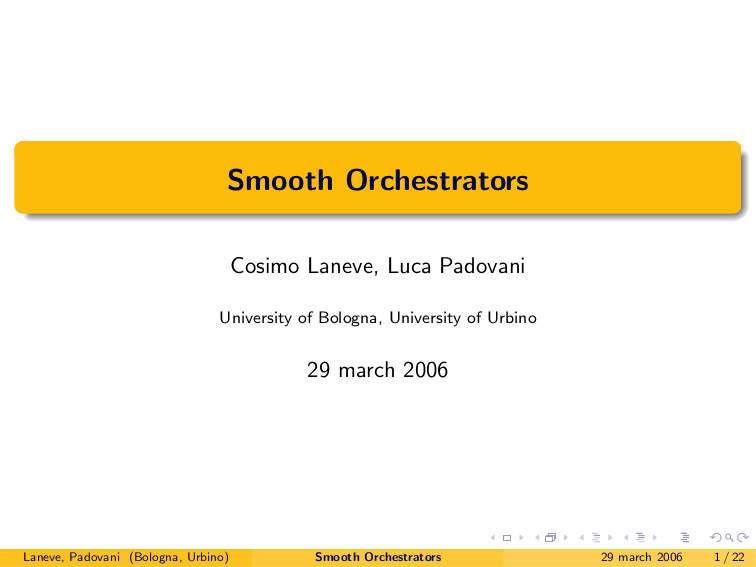 Smooth Orchestrators
Cosimo Laneve, Luca Padovani
University of Bologna, University of Urbino
29 march 2006
Laneve, Padovani (Bologna, Urbino) Smooth Orchestrators 29 march 2006 1 / 22